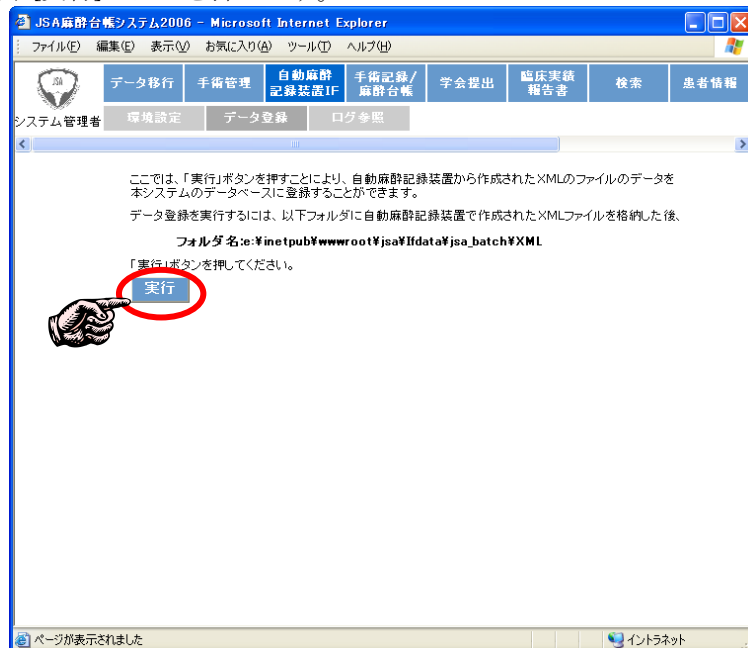 JSA麻酔台帳システム2006 - Microsoft Internet Explorer
ファイル(F) 編集(E) 表示(V) お気に入り(A) ツール(T) ヘルプ(H)
JSA
データ移行 手術管理 自動麻酔記録装置IF 手術記録/麻酔台帳 学会提出 臨床実績報告書 検索 患者情報
システム管理者 環境設定 データ登録 ログ参照
ここでは、「実行」ボタンを押すことにより、自動麻酔記録装置から作成されたXMLのファイルのデータを
本システムのデータベースに登録することができます。
データ登録を実行するには、以下フォルダに自動麻酔記録装置で作成されたXMLファイルを格納した後、
フォルダ名:e:¥inetpub¥wwwroot¥jsa¥Ifdata¥jsa_batch¥XML
「実行」ボタンを押してください。
実行
ページが表示されました イントラネット